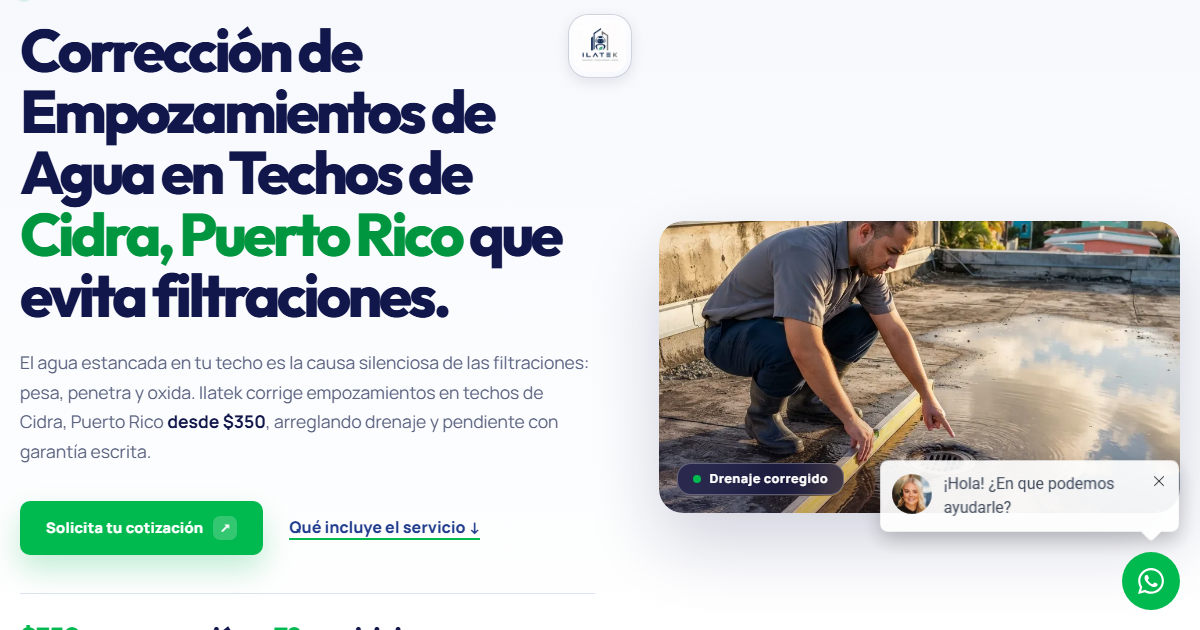 Corrección de
Empozamientos de
Agua en Techos de
Cidra, Puerto Rico que
evita filtraciones.
El agua estancada en tu techo es la causa silenciosa de las filtraciones:
pesa, penetra y oxida. Ilatek corrige empozamientos en techos de
Cidra, Puerto Rico desde $350, arreglando drenaje y pendiente con
garantía escrita.
Solicita tu cotización ↗
Qué incluye el servicio ↓
ILATEK
Drenaje corregido
¡Hola! ¿En que podemos
ayudarle?